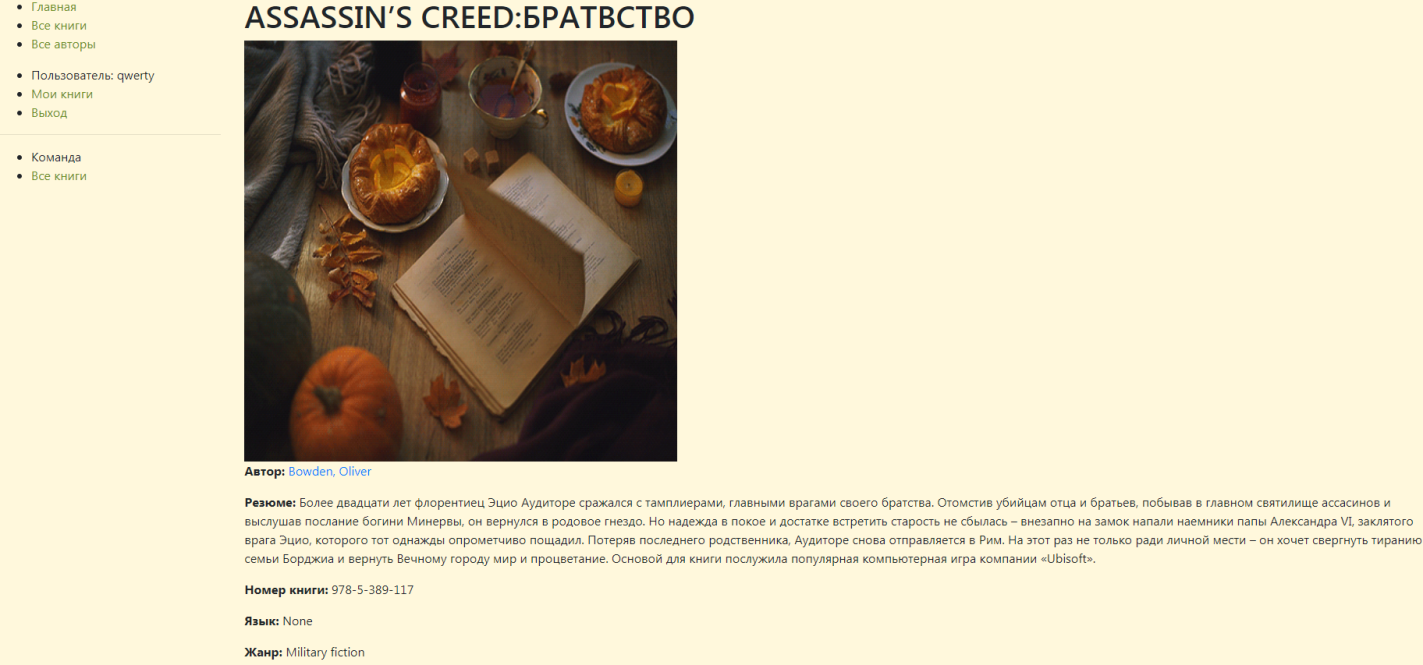 Главная
Все книги
Все авторы
Пользователь: qwerty
Мои книги
Выход
Команда
Все книги
ASSASSIN’S CREED:БРАТВСТВО
Автор: Bowden, Oliver
Резюме: Более двадцати лет флорентиец Эцио Аудиторе сражался с тамплиерами, главными врагами своего братства. Отомстив убийцам отца и братьев, побывав в главном святилище ассасинов и
выслушав послание богини Минервы, он вернулся в родовое гнездо. Но надежда в покое и достатке встретить старость не сбылась – внезапно на замок напали наемники папы Александра VI, заклятого
врага Эцио, которого тот однажды опрометчиво пощадил. Потеряв последнего родственника, Аудиторе снова отправляется в Рим. На этот раз не только ради личной мести – он хочет свергнуть тиранию
семьи Борджиа и вернуть Вечному городу мир и процветание. Основой для книги послужила популярная компьютерная игра компании «Ubisoft».
Номер книги: 978-5-389-117
Язык: None
Жанр: Military fiction